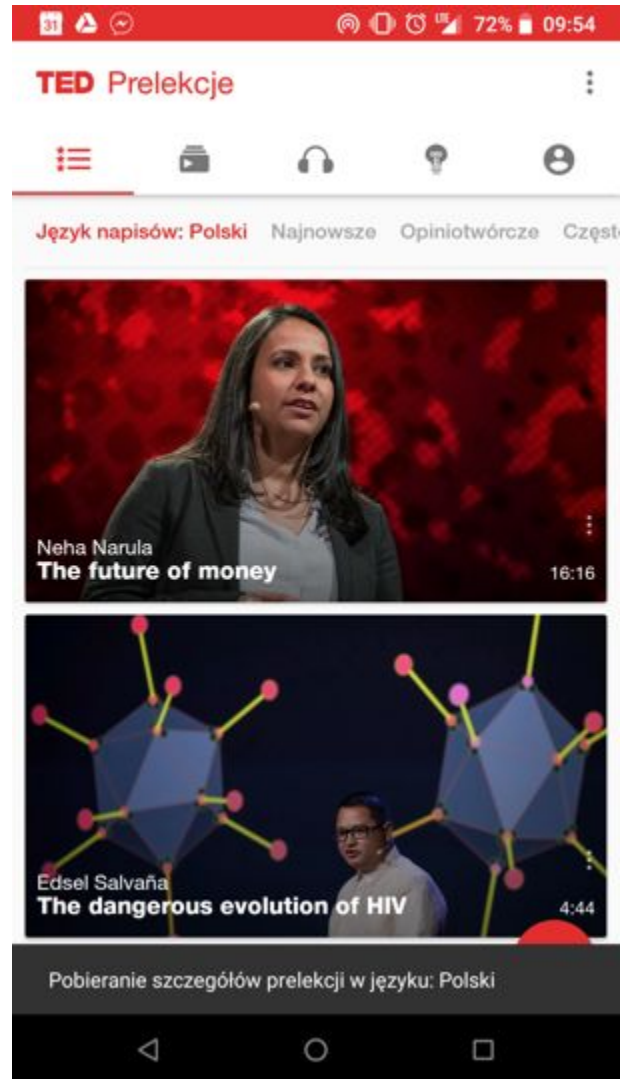 31 LTE 72% 09:54
TED Prelekcje
Język napisów: Polski Najnowsze Opiniotwórcze Częst
Neha Narula
The future of money
16:16
Edsel Salvaña
The dangerous evolution of HIV
4:44
Pobieranie szczegółów prelekcji w języku: Polski